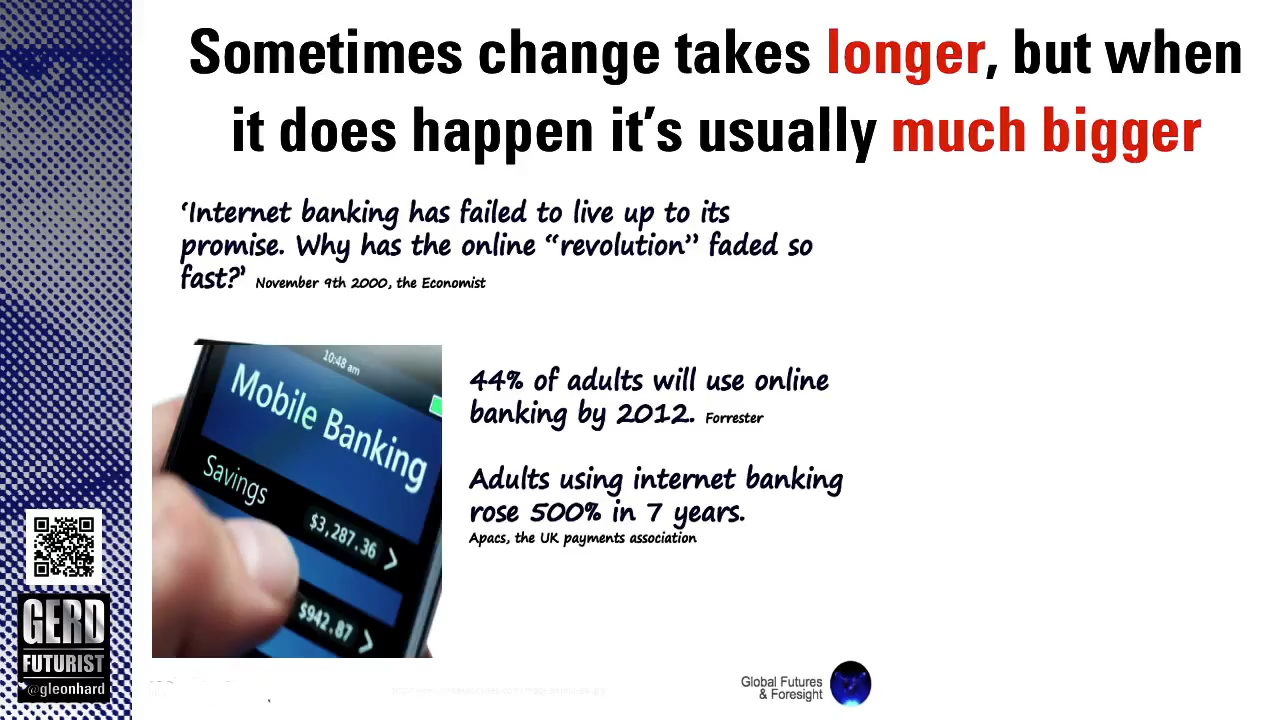 Sometimes change takes longer, but when
it does happen it's usually much bigger
‘Internet banking has failed to live up to its
promise. Why has the online “revolution” faded so
fast?’ November 9th 2000, the Economist
10:48 am
Mobile Banking
Savings
$3,287.36
$942.87
44% of adults will use online
banking by 2012. Forrester
Adults using internet banking
rose 500% in 7 years.
Apacs, the UK payments association
GERD
FUTURIST
@gleonhard
Global Futures
& Foresight